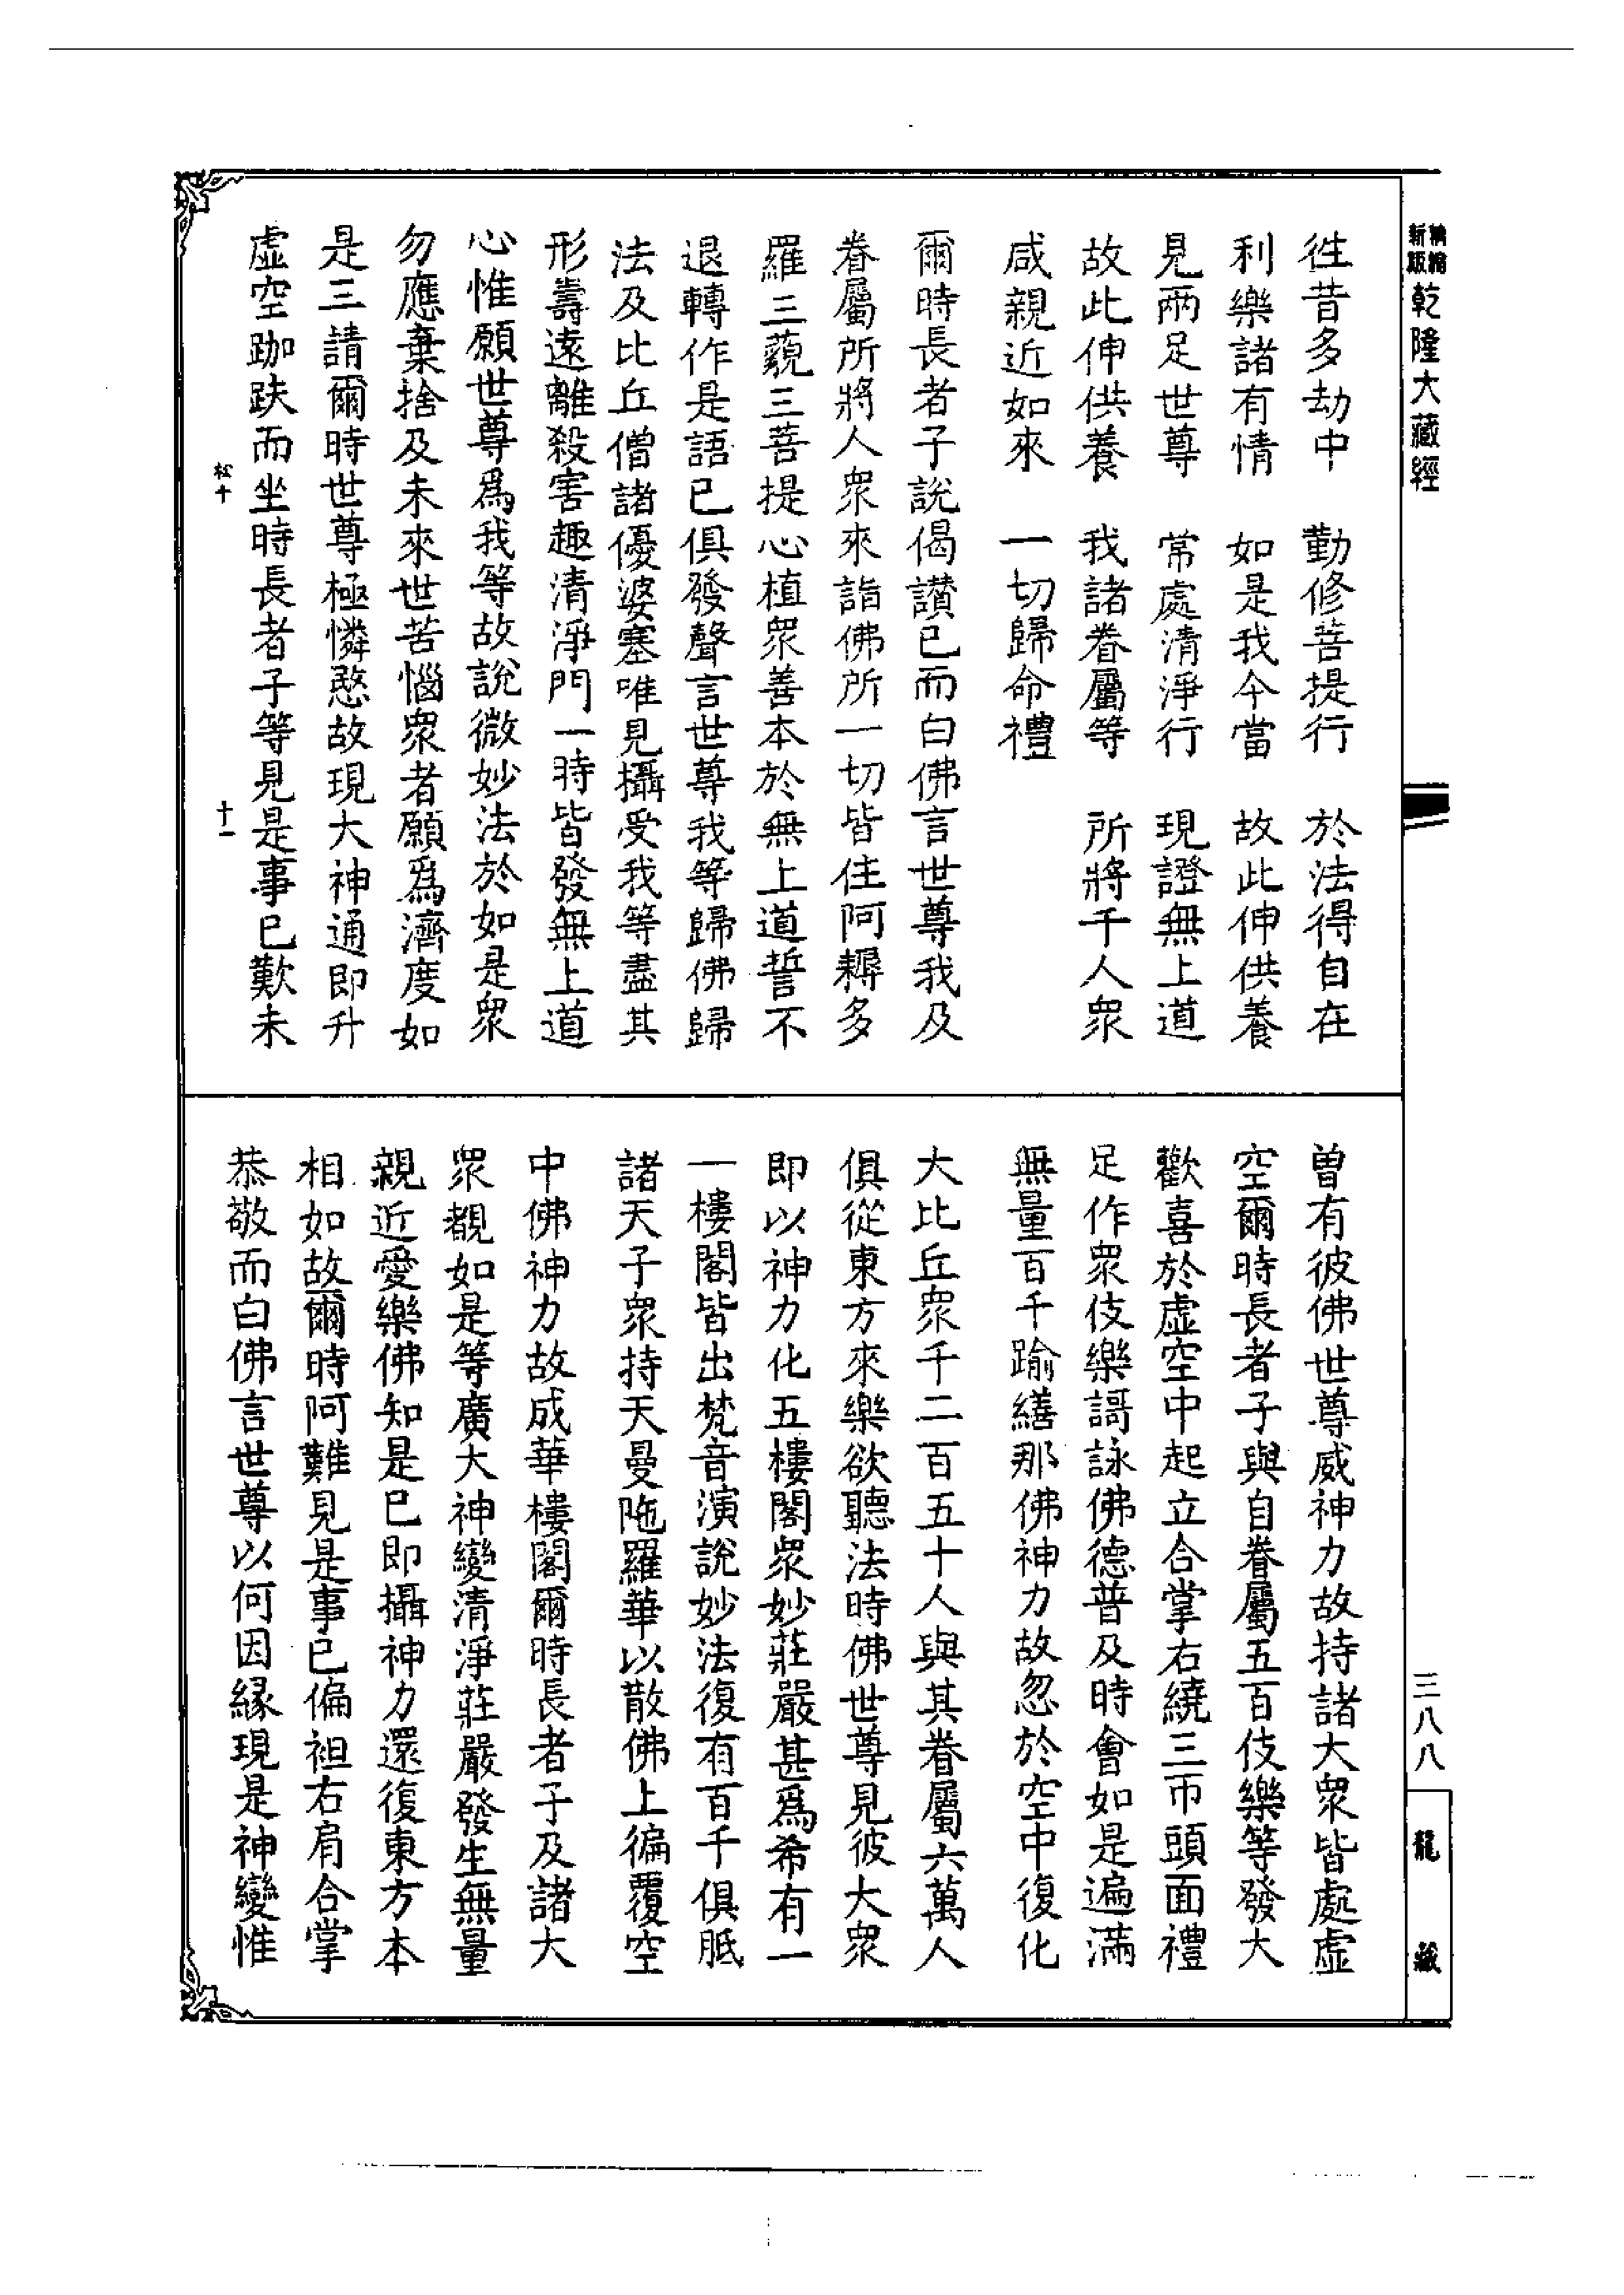 新版精縮乾隆大藏經
徃昔多劫中　勤修菩提行　於法得自在
利樂諸有情　如是我今當　故此伸供養
見兩足世尊　常處清淨行　現證無上道
故此伸供養　我諸眷屬等　所將千人眾
咸親近如來　一切歸命禮
爾時長者子說偈讃已而白佛言世尊我及
眷屬所將人眾來詣佛所一切皆住阿耨多
羅三藐三菩提心植眾善本於無上道誓不
退轉作是語已俱發聲言世尊我等歸佛歸
法及比丘僧諸優婆塞唯見攝受我等盡其
形壽遠離殺害趣清淨門一時皆發無上道
心惟願世尊爲我等故說微妙法於如是眾
勿應棄捨及未來世苦惱眾者願爲濟度如
是三請爾時世尊極憐愍故現大神通即升
虛空跏趺而坐時長者子等見是事已歎未
松十　十一
曽有彼佛世尊威神力故持諸大眾皆處虛
空爾時長者子與自眷屬五百伎樂等發大
歡喜於虛空中起立合掌右繞三帀頭面禮
足作眾伎樂謌詠佛德普及時會如是遍滿
無量百千踰繕那佛神力故忽於空中復化
大比丘眾千二百五十人與其眷屬六萬人
俱從東方來樂欲聽法時佛世尊見彼大眾
即以神力化五樓閣眾妙莊嚴甚爲希有一
一樓閣皆出梵音演說妙法復有百千俱胝
諸天子眾持天曼陁羅華以散佛上徧覆空
中佛神力故成華樓閣爾時長者子及諸大
眾覩如是等廣大神變清淨莊嚴發生無量
親近愛樂佛知是已即攝神力還復東方本
相如故爾時阿難見是事已偏袒右肩合掌
恭敬而白佛言世尊以何因緣現是神變惟
三八八
龍藏